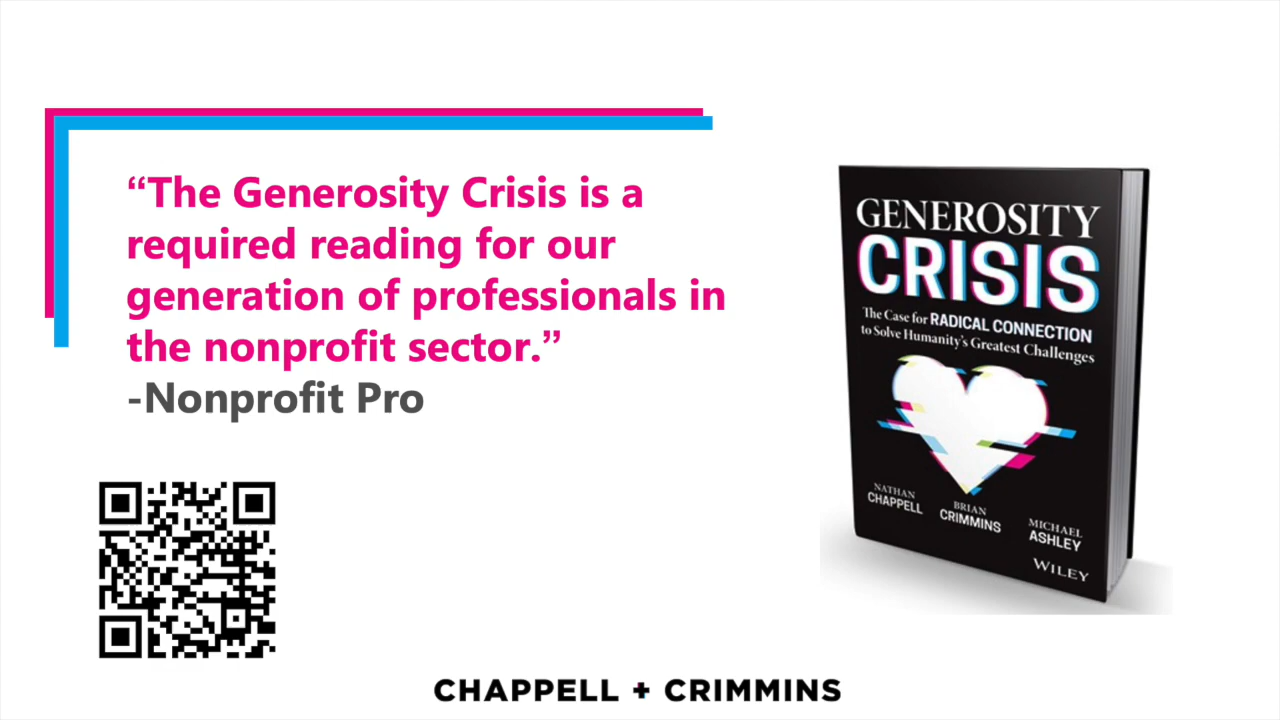 “The Generosity Crisis is a
required reading for our
generation of professionals in
the nonprofit sector.”
-Nonprofit Pro
GENEROSITY
CRISIS
The Case for RADICAL CONNECTION
to Solve Humanity's Greatest Challenges
NATHAN
CHAPPELL
BRIAN
CRIMMINS
MICHAEL
ASHLEY
WILEY
CHAPPELL + CRIMMINS